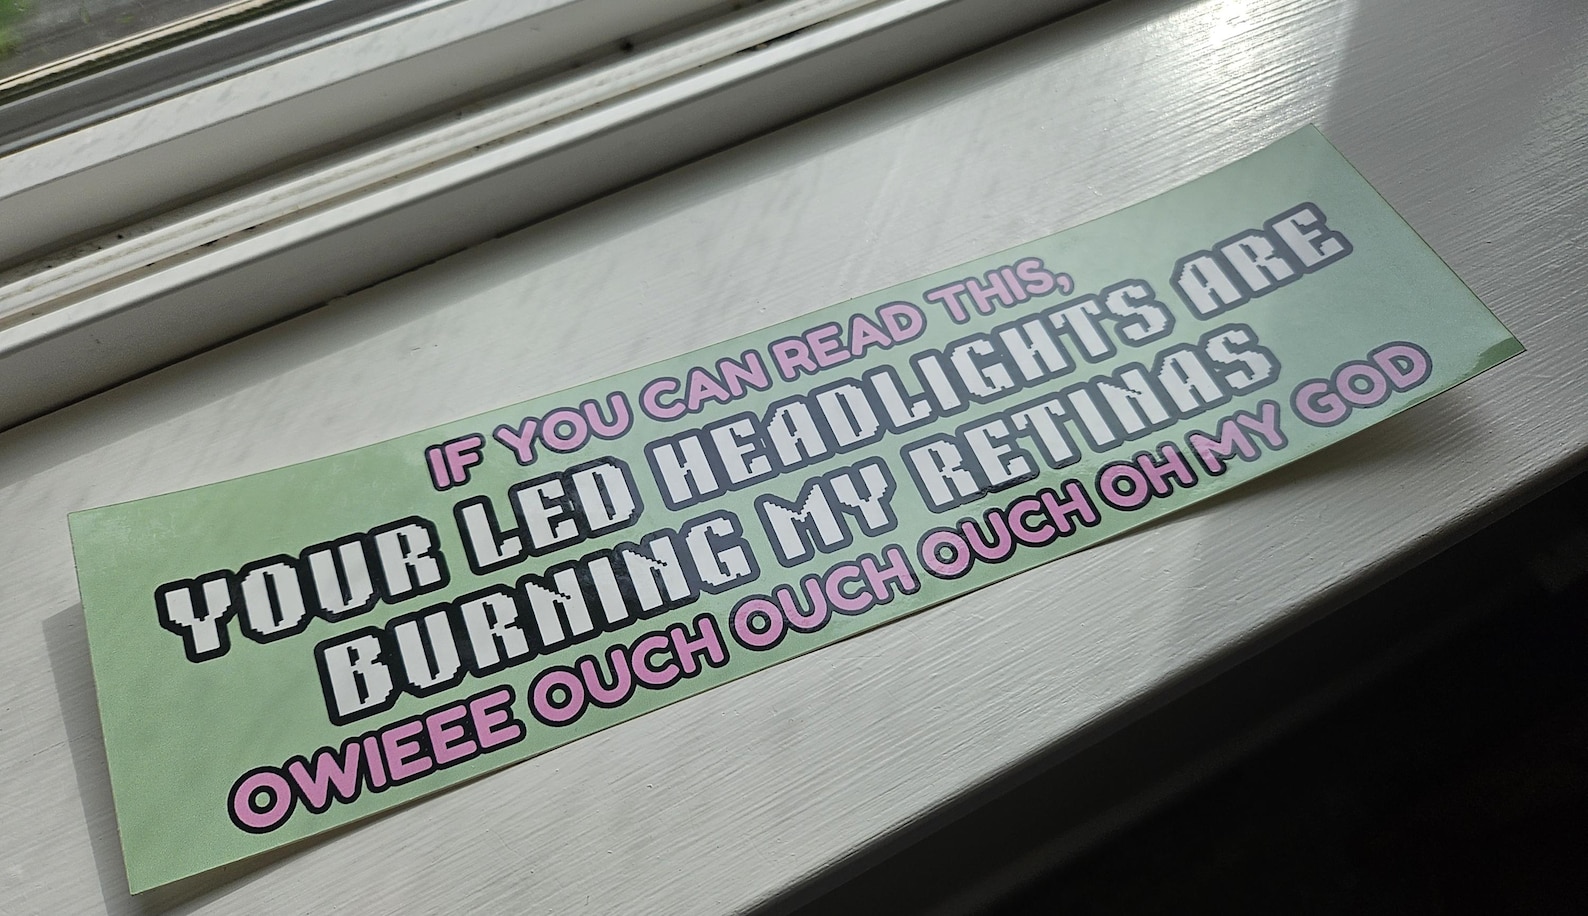 IF YOU CAN READ THIS,
YOUR LED HEADLIGHTS ARE
BURNING MY RETINAS
OWIEEE OUCH OUCH OUCH OH MY GOD